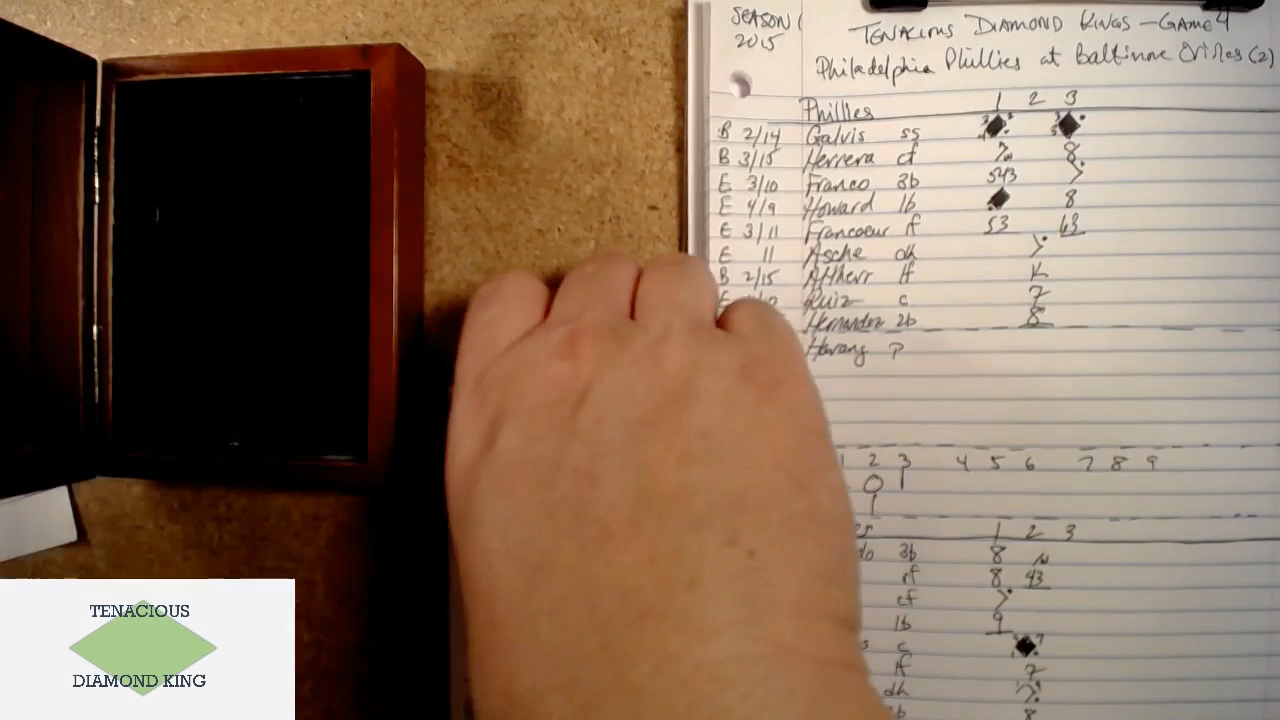 SEASON 1
2015
TENACIOUS DIAMOND KINGS - GAME 4
Philadelphia Phillies at Baltimore Orioles (2)
Phillies 1 2 3
B 2/14 Galvis ss
B 3/15 Herrera cf 8
E 3/10 Franco 3b 543
E 4/9 Howard 1b 8
E 3/11 Francoeur rf 53 63
E 11 Asche dh
B 2/15 Altherr lf K
Ruiz c 7
Hernandez 2b 8
Harang P
1 2 3 4 5 6 7 8 9
0 1
1
1 2 3
3b 8
rf 8 43
cf
1b 9
c
lf 7
dh
8
TENACIOUS
DIAMOND KING